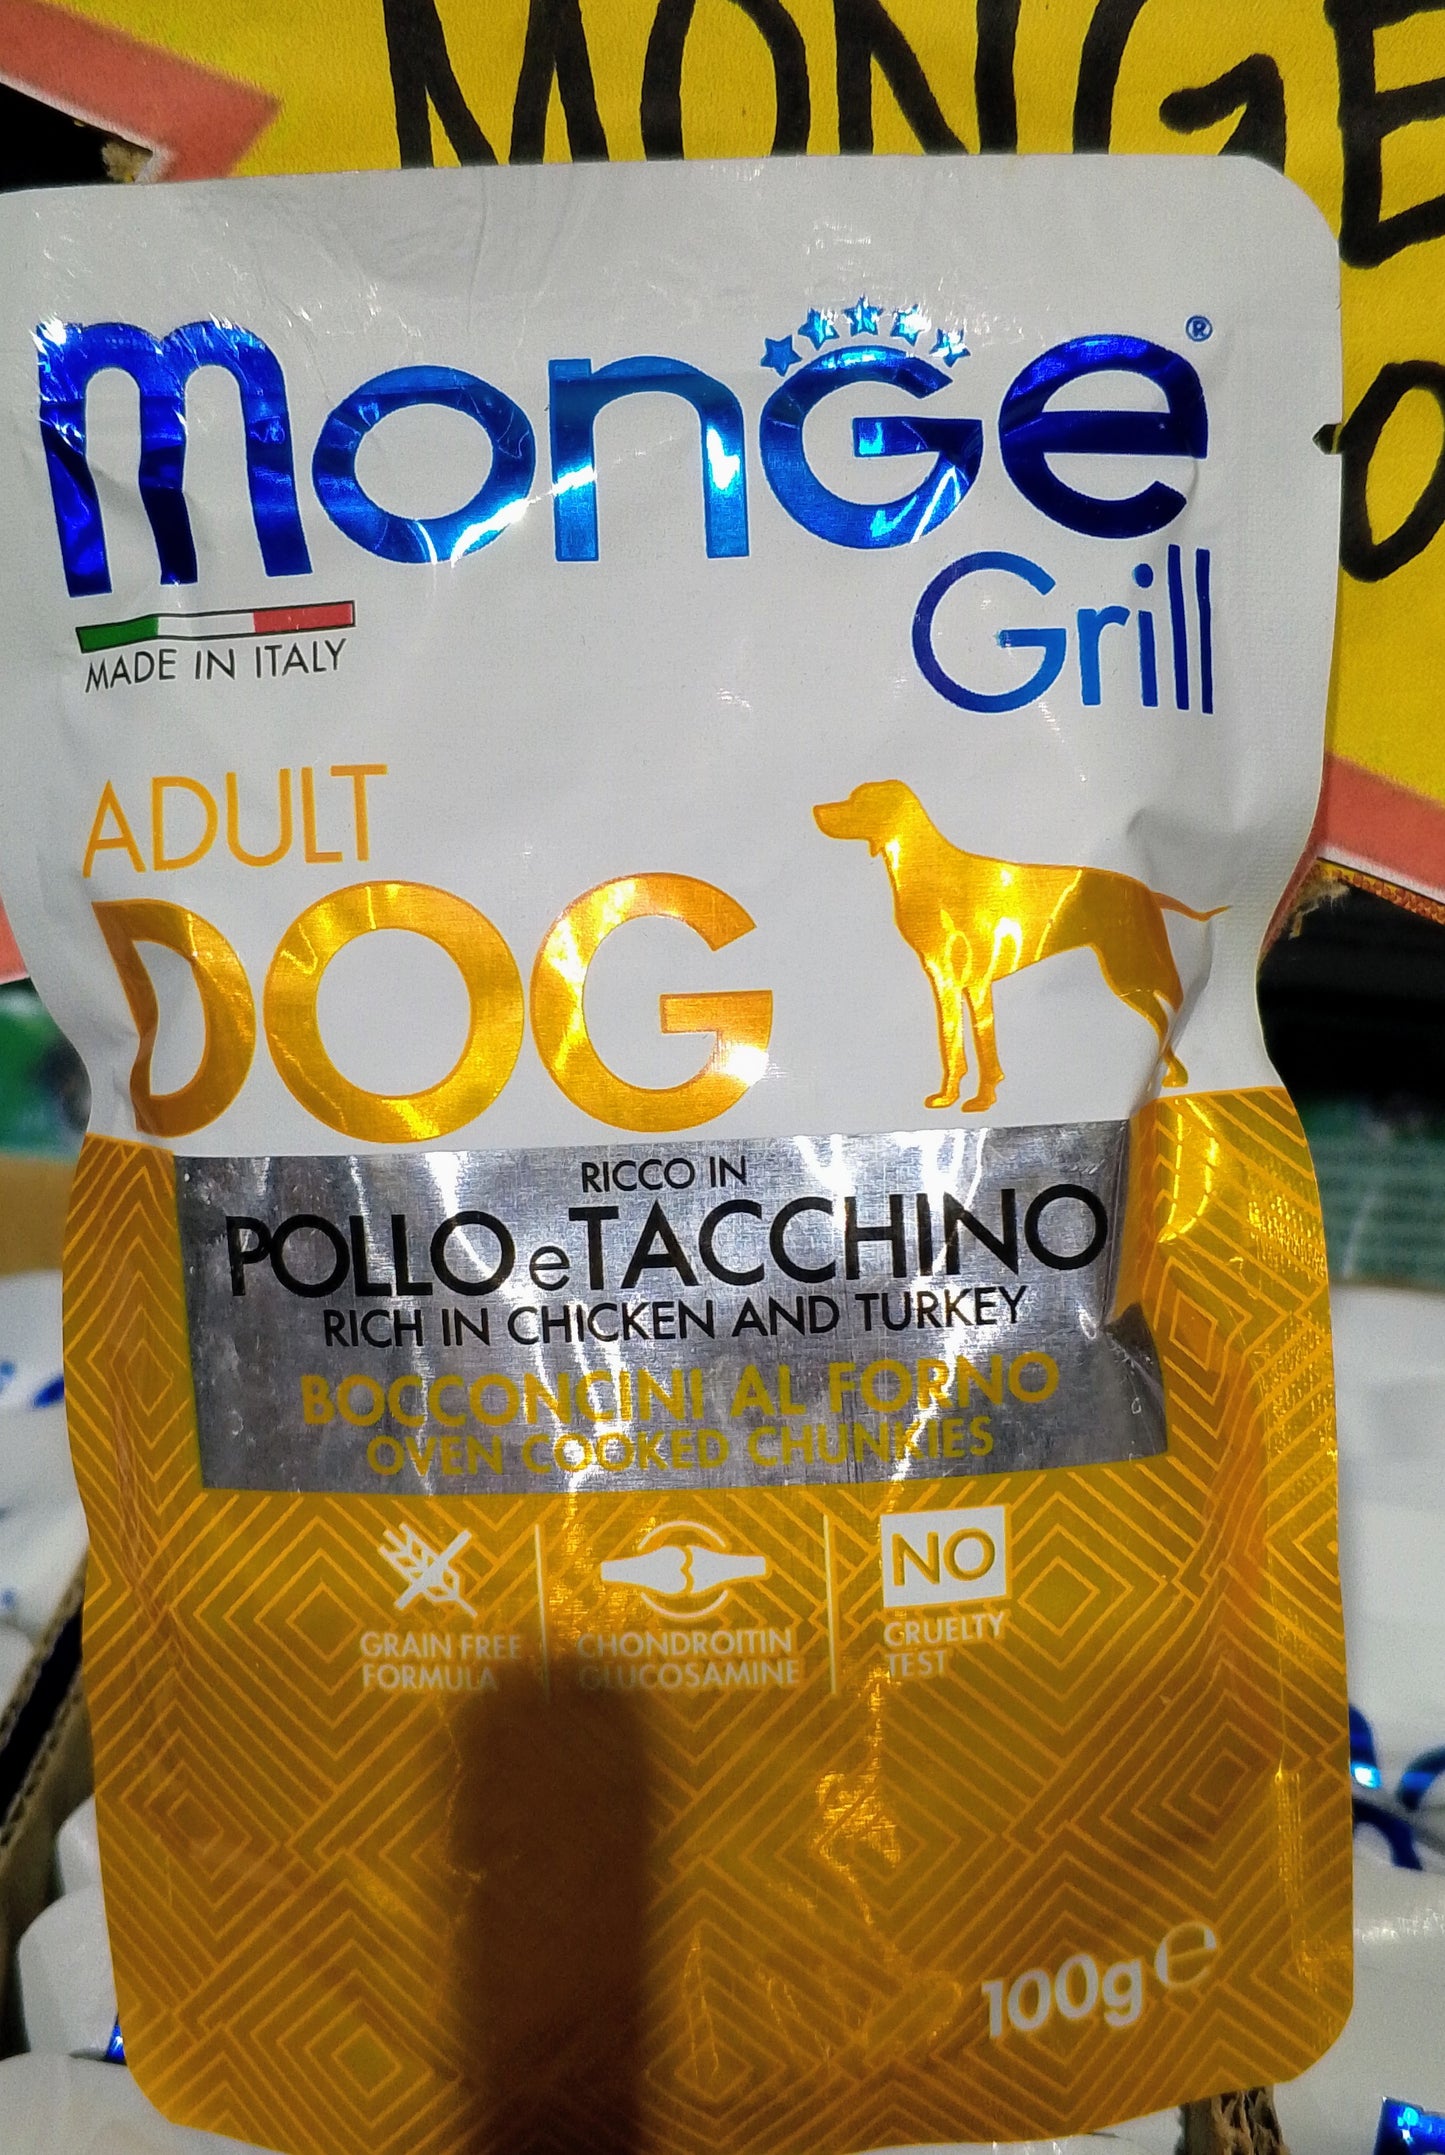 MONGE
monge®
Grill
MADE IN ITALY
ADULT
DOG
RICCO IN
POLLO e TACCHINO
RICH IN CHICKEN AND TURKEY
BOCCONCINI AL FORNO
OVEN COOKED CHUNKIES
GRAIN FREE
FORMULA
CHONDROITIN
GLUCOSAMINE
NO
CRUELTY
TEST
100g e